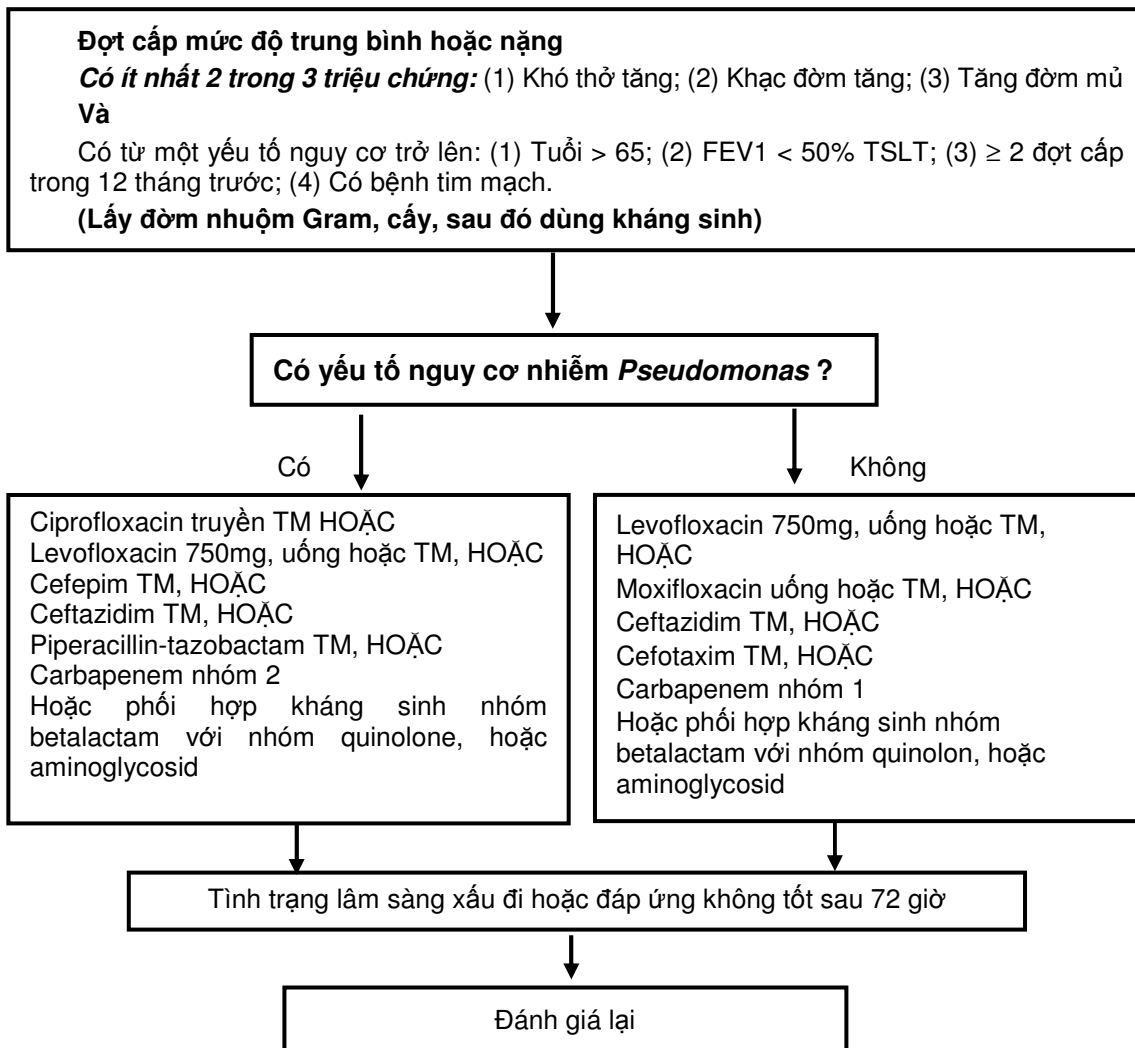 Đợt cấp mức độ trung bình hoặc nặng
Có ít nhất 2 trong 3 triệu chứng: (1) Khó thở tăng; (2) Khạc đờm tăng; (3) Tăng đờm mủ
Và
Có từ một yếu tố nguy cơ trở lên: (1) Tuổi > 65; (2) FEV1 < 50% TSLT; (3) ≥ 2 đợt cấp
trong 12 tháng trước; (4) Có bệnh tim mạch.
(Lấy đờm nhuộm Gram, cấy, sau đó dùng kháng sinh)
Có yếu tố nguy cơ nhiễm Pseudomonas ?
Có
Không
Ciprofloxacin truyền TM HOẶC
Levofloxacin 750mg, uống hoặc TM, HOẶC
Cefepim TM, HOẶC
Ceftazidim TM, HOẶC
Piperacillin-tazobactam TM, HOẶC
Carbapenem nhóm 2
Hoặc phối hợp kháng sinh nhóm
betalactam với nhóm quinolone, hoặc
aminoglycosid
Levofloxacin 750mg, uống hoặc TM,
HOẶC
Moxifloxacin uống hoặc TM, HOẶC
Ceftazidim TM, HOẶC
Cefotaxim TM, HOẶC
Carbapenem nhóm 1
Hoặc phối hợp kháng sinh nhóm
betalactam với nhóm quinolon, hoặc
aminoglycosid
Tình trạng lâm sàng xấu đi hoặc đáp ứng không tốt sau 72 giờ
Đánh giá lại